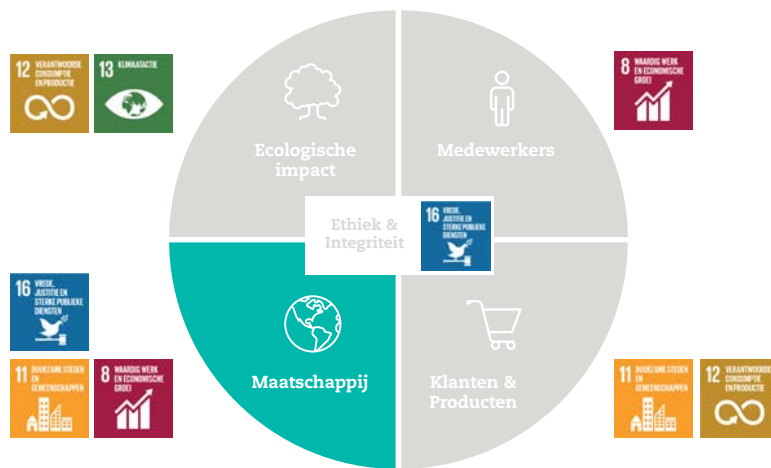 12 VERANTWOORDE
CONSUMPTIE
EN PRODUCTIE
13 KLIMAATACTIE
8 WAARDIG WERK
EN ECONOMISCHE
GROEI
Ecologische
impact
Medewerkers
Ethiek &
Integriteit
16 VREDE,
JUSTITIE EN
STERKE PUBLIEKE
DIENSTEN
16 VREDE,
JUSTITIE EN
STERKE PUBLIEKE
DIENSTEN
11 DUURZAME STEDEN
EN
GEMEENSCHAPPEN
8 WAARDIG WERK
EN ECONOMISCHE
GROEI
Maatschappij
Klanten &
Producten
11 DUURZAME STEDEN
EN
GEMEENSCHAPPEN
12 VERANTWOORDE
CONSUMPTIE
EN PRODUCTIE